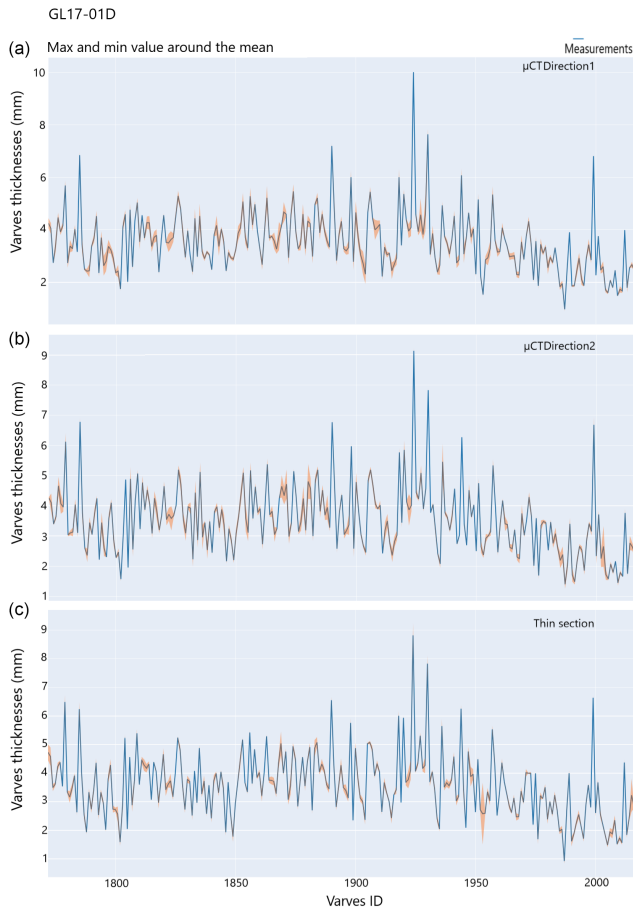 GL17-01D
(a) Max and min value around the mean
Measurements
µCTDirection1
Varves thicknesses (mm)
10
8
6
4
2
(b)
µCTDirection2
Varves thicknesses (mm)
9
8
7
6
5
4
3
2
1
(c)
Thin section
Varves thicknesses (mm)
9
8
7
6
5
4
3
2
1
1800 1850 1900 1950 2000
Varves ID